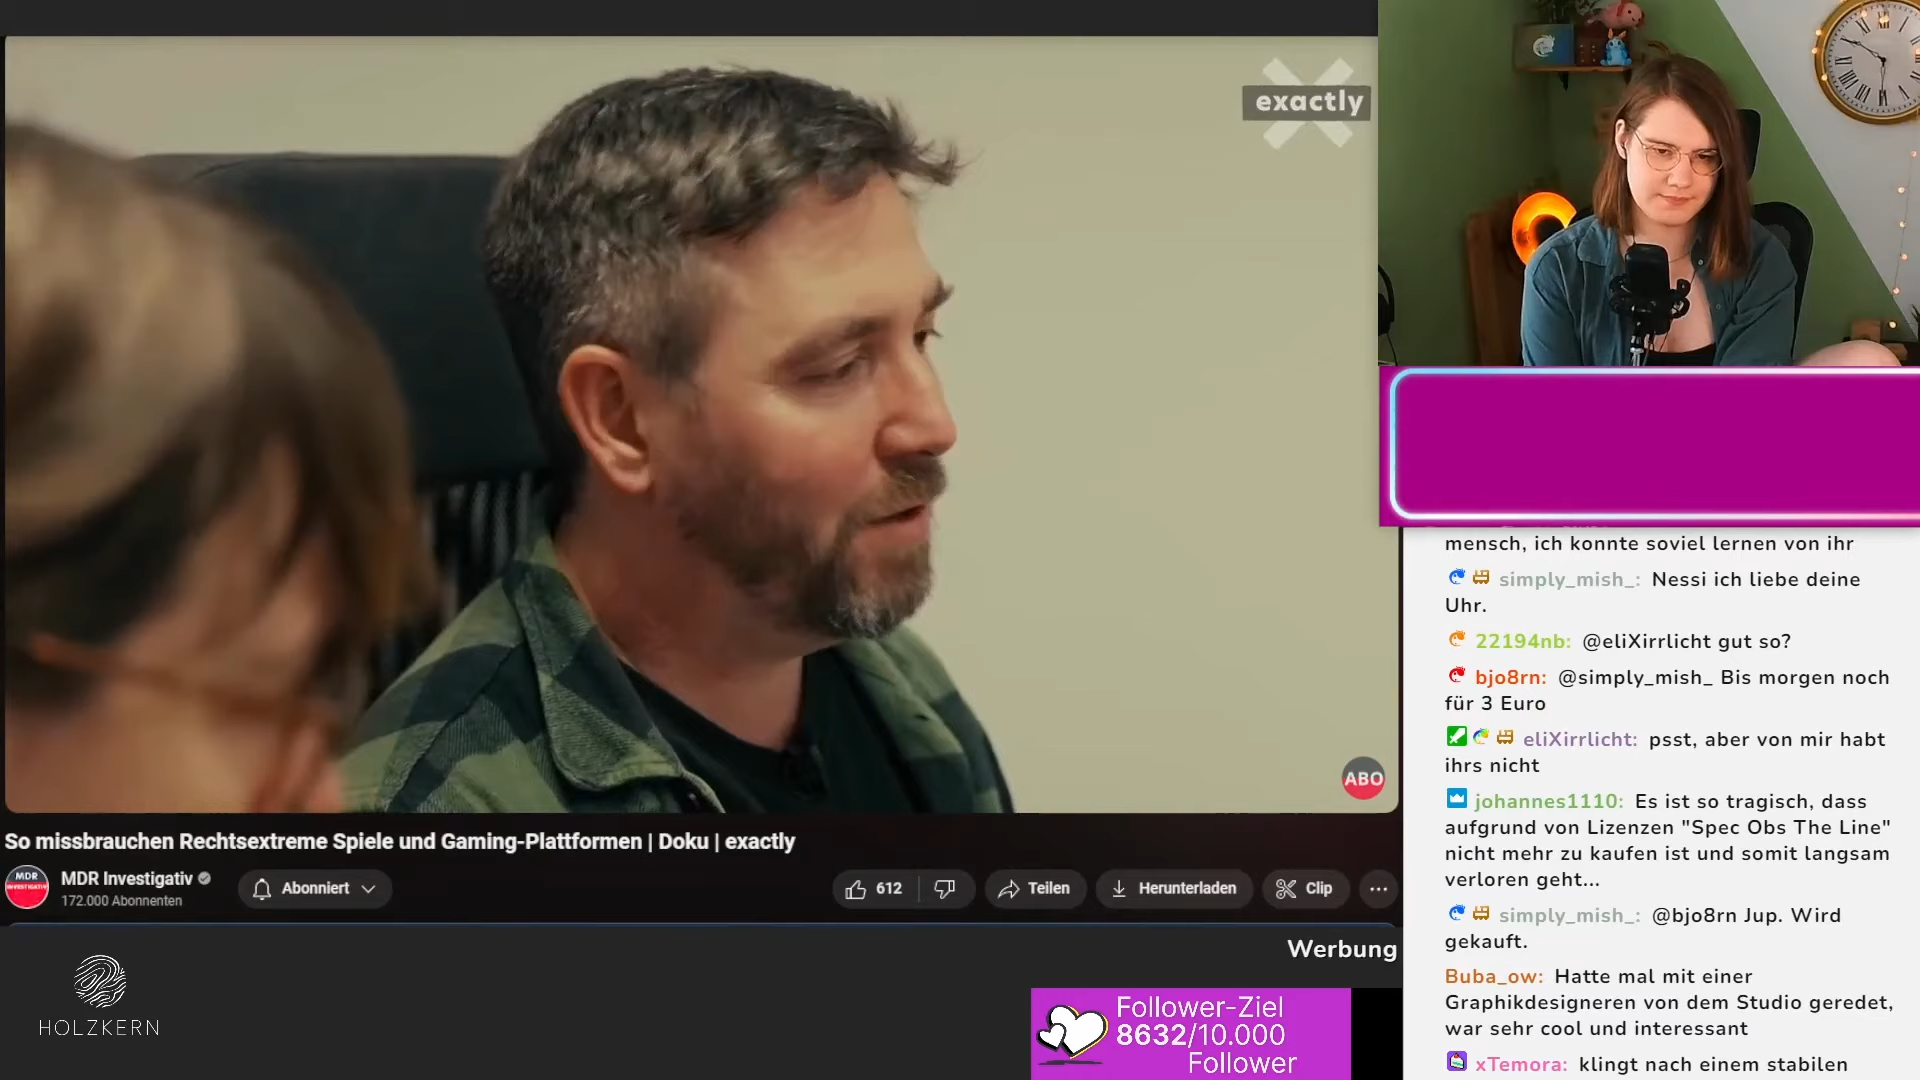 exactly
ABO
So missbrauchen Rechtsextreme Spiele und Gaming-Plattformen | Doku | exactly
MDR
INVESTIGATIV
MDR Investigativ
172.000 Abonnenten
Abonniert
612
Teilen
Herunterladen
Clip
Werbung
HOLZKERN
Follower-Ziel
8632/10.000
Follower
mensch, ich konnte soviel lernen von ihr
simply_mish_: Nessi ich liebe deine
Uhr.
22194nb: @eliXirrlicht gut so?
bjo8rn: @simply_mish_ Bis morgen noch
für 3 Euro
eliXirrlicht: psst, aber von mir habt
ihrs nicht
johannes1110: Es ist so tragisch, dass
aufgrund von Lizenzen "Spec Obs The Line"
nicht mehr zu kaufen ist und somit langsam
verloren geht...
simply_mish_: @bjo8rn Jup. Wird
gekauft.
Buba_ow: Hatte mal mit einer
Graphikdesigneren von dem Studio geredet,
war sehr cool und interessant
xTemora: klingt nach einem stabilen